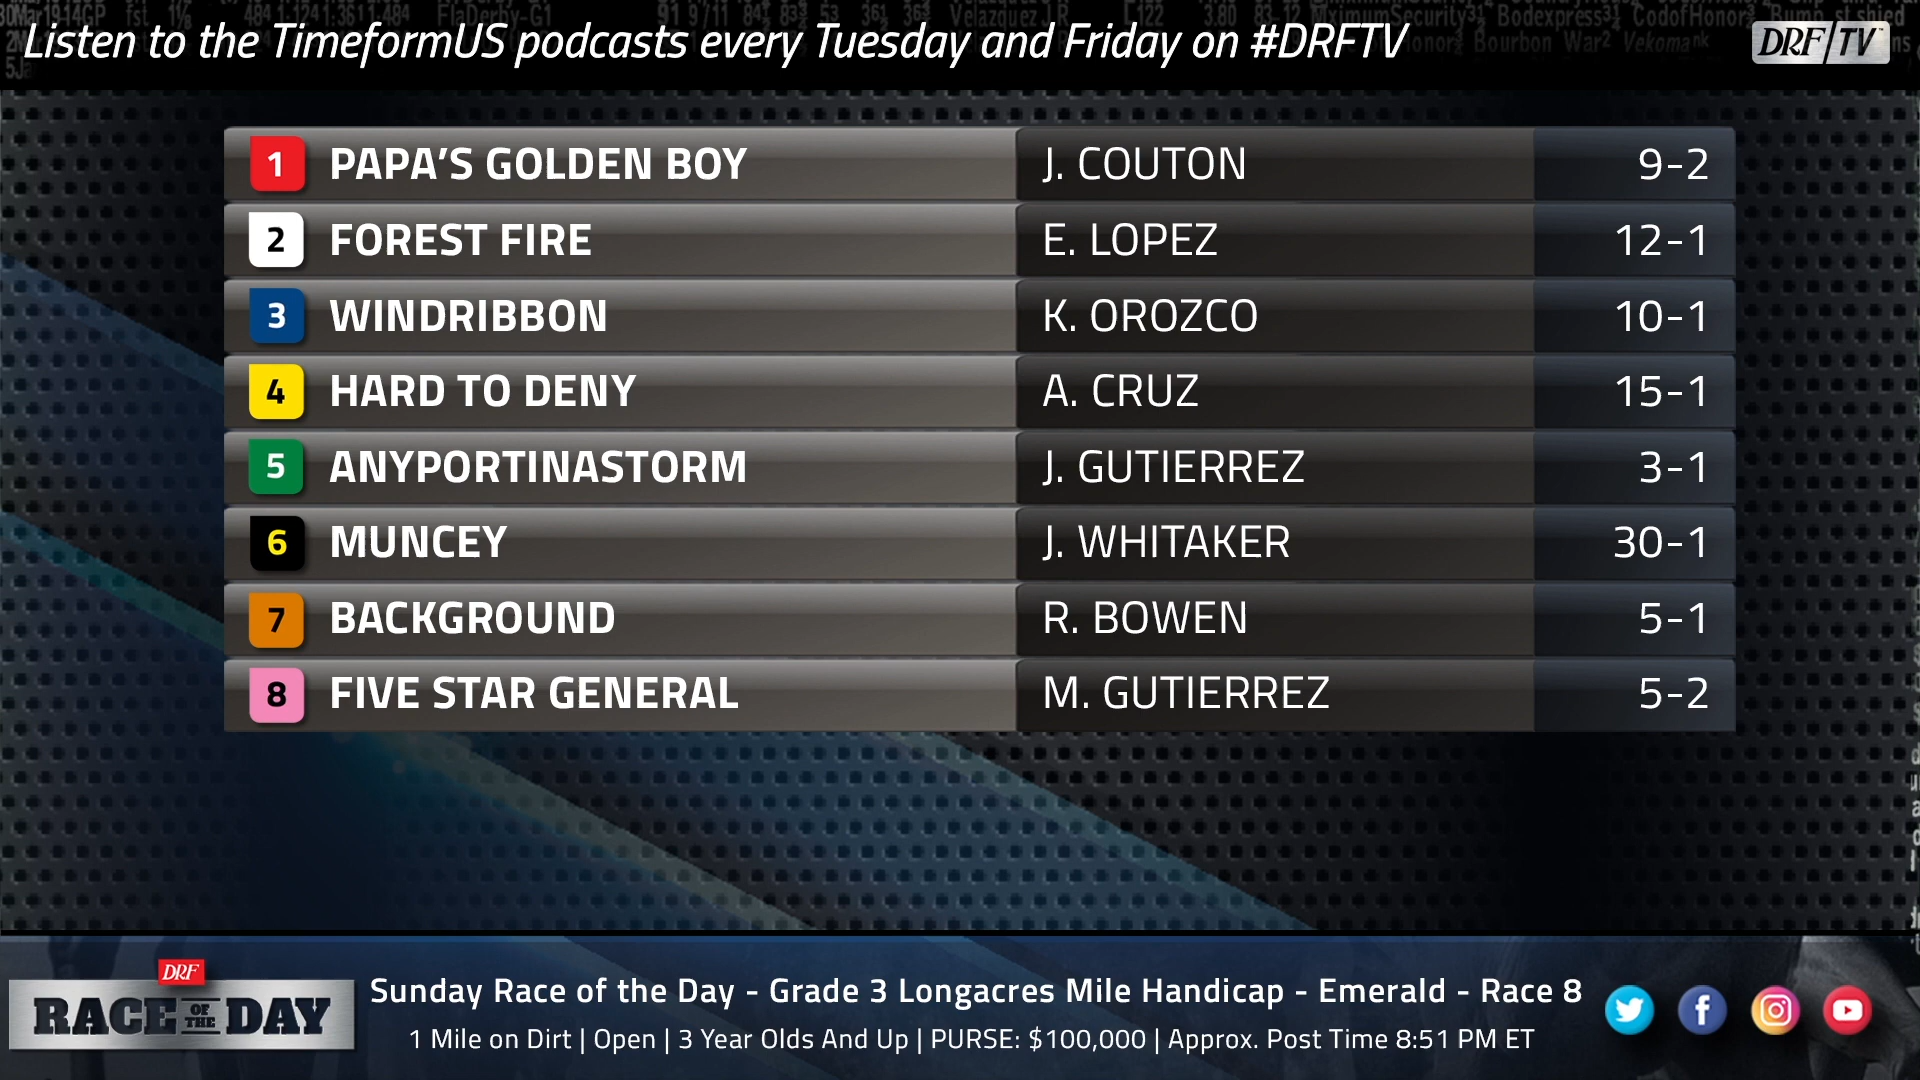 Listen to the TimeformUS podcasts every Tuesday and Friday on #DRFTV
DRF/TV
1 PAPA'S GOLDEN BOY J. COUTON 9-2
2 FOREST FIRE E. LOPEZ 12-1
3 WINDRIBBON K. OROZCO 10-1
4 HARD TO DENY A. CRUZ 15-1
5 ANYPORTINASTORM J. GUTIERREZ 3-1
6 MUNCEY J. WHITAKER 30-1
7 BACKGROUND R. BOWEN 5-1
8 FIVE STAR GENERAL M. GUTIERREZ 5-2
DRF
RACE OF THE DAY
Sunday Race of the Day - Grade 3 Longacres Mile Handicap - Emerald - Race 8
1 Mile on Dirt | Open | 3 Year Olds And Up | PURSE: $100,000 | Approx. Post Time 8:51 PM ET